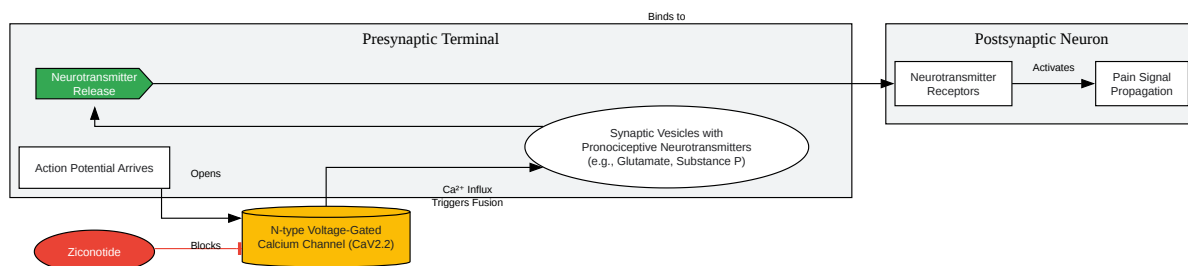 Binds to
Presynaptic Terminal
Postsynaptic Neuron
Neurotransmitter
Release
Neurotransmitter
Receptors
Activates
Pain Signal
Propagation
Synaptic Vesicles with
Pronociceptive Neurotransmitters
(e.g., Glutamate, Substance P)
Action Potential Arrives
Opens
Ca²⁺ Influx
Triggers Fusion
N-type Voltage-Gated
Calcium Channel (CaV2.2)
Ziconotide
Blocks